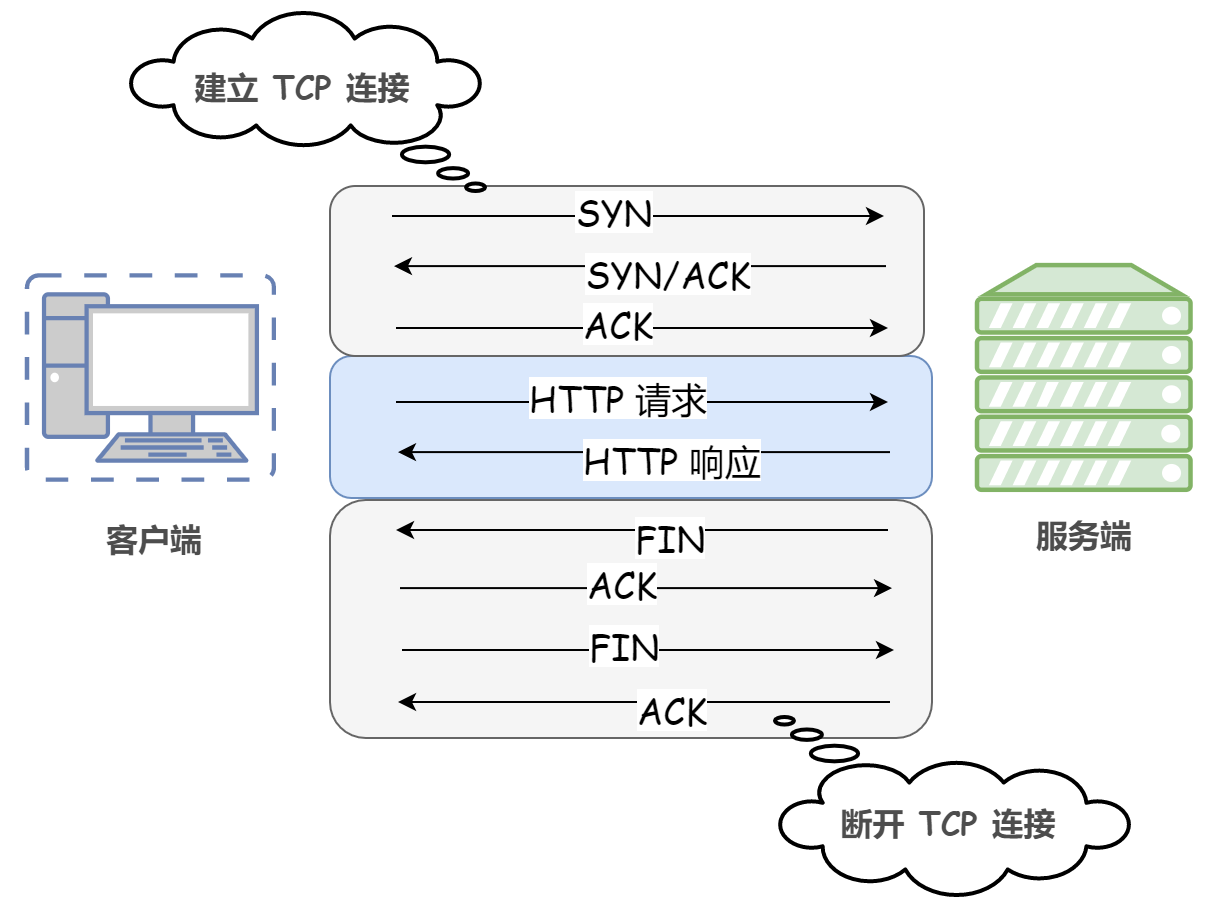 建立 TCP 连接
SYN
SYN/ACK
ACK
HTTP 请求
HTTP 响应
客户端
服务端
FIN
ACK
FIN
ACK
断开 TCP 连接